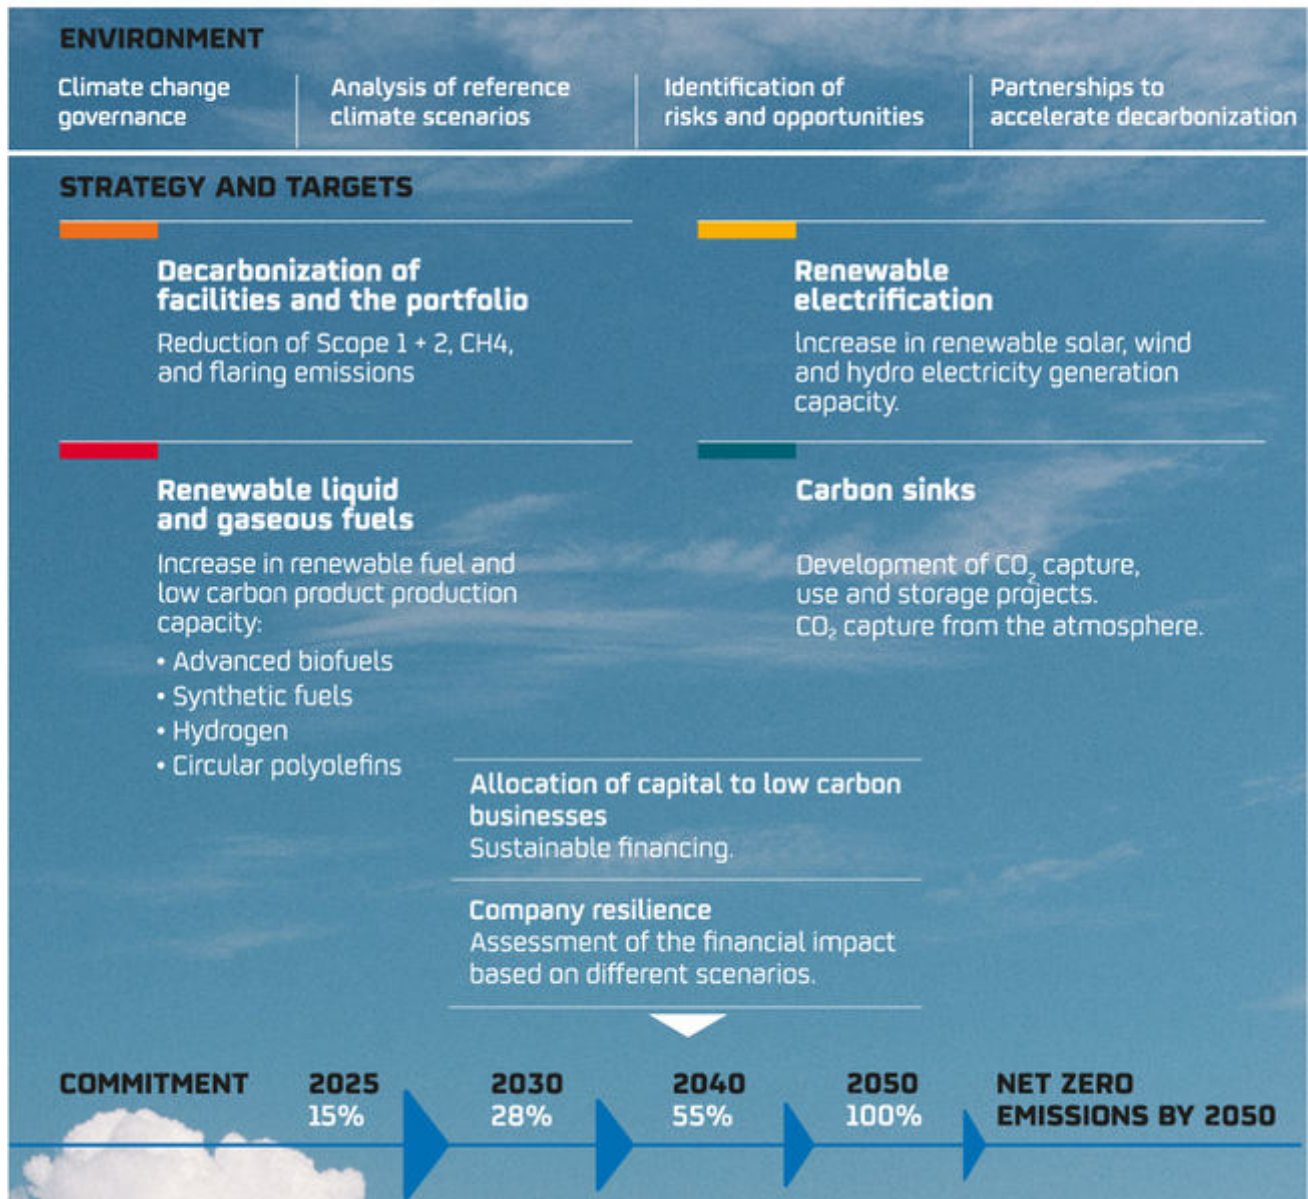 ENVIRONMENT
Climate change
governance
Analysis of reference
climate scenarios
Identification of
risks and opportunities
Partnerships to
accelerate decarbonization
STRATEGY AND TARGETS
Decarbonization of
facilities and the portfolio
Reduction of Scope 1 + 2, CH4,
and flaring emissions
Renewable
electrification
Increase in renewable solar, wind
and hydro electricity generation
capacity.
Renewable liquid
and gaseous fuels
Increase in renewable fuel and
low carbon product production
capacity:
• Advanced biofuels
• Synthetic fuels
• Hydrogen
• Circular polyolefins
Carbon sinks
Development of CO₂ capture,
use and storage projects.
CO₂ capture from the atmosphere.
Allocation of capital to low carbon
businesses
Sustainable financing.
Company resilience
Assessment of the financial impact
based on different scenarios.
COMMITMENT
2025
15%
2030
28%
2040
55%
2050
100%
NET ZERO
EMISSIONS BY 2050